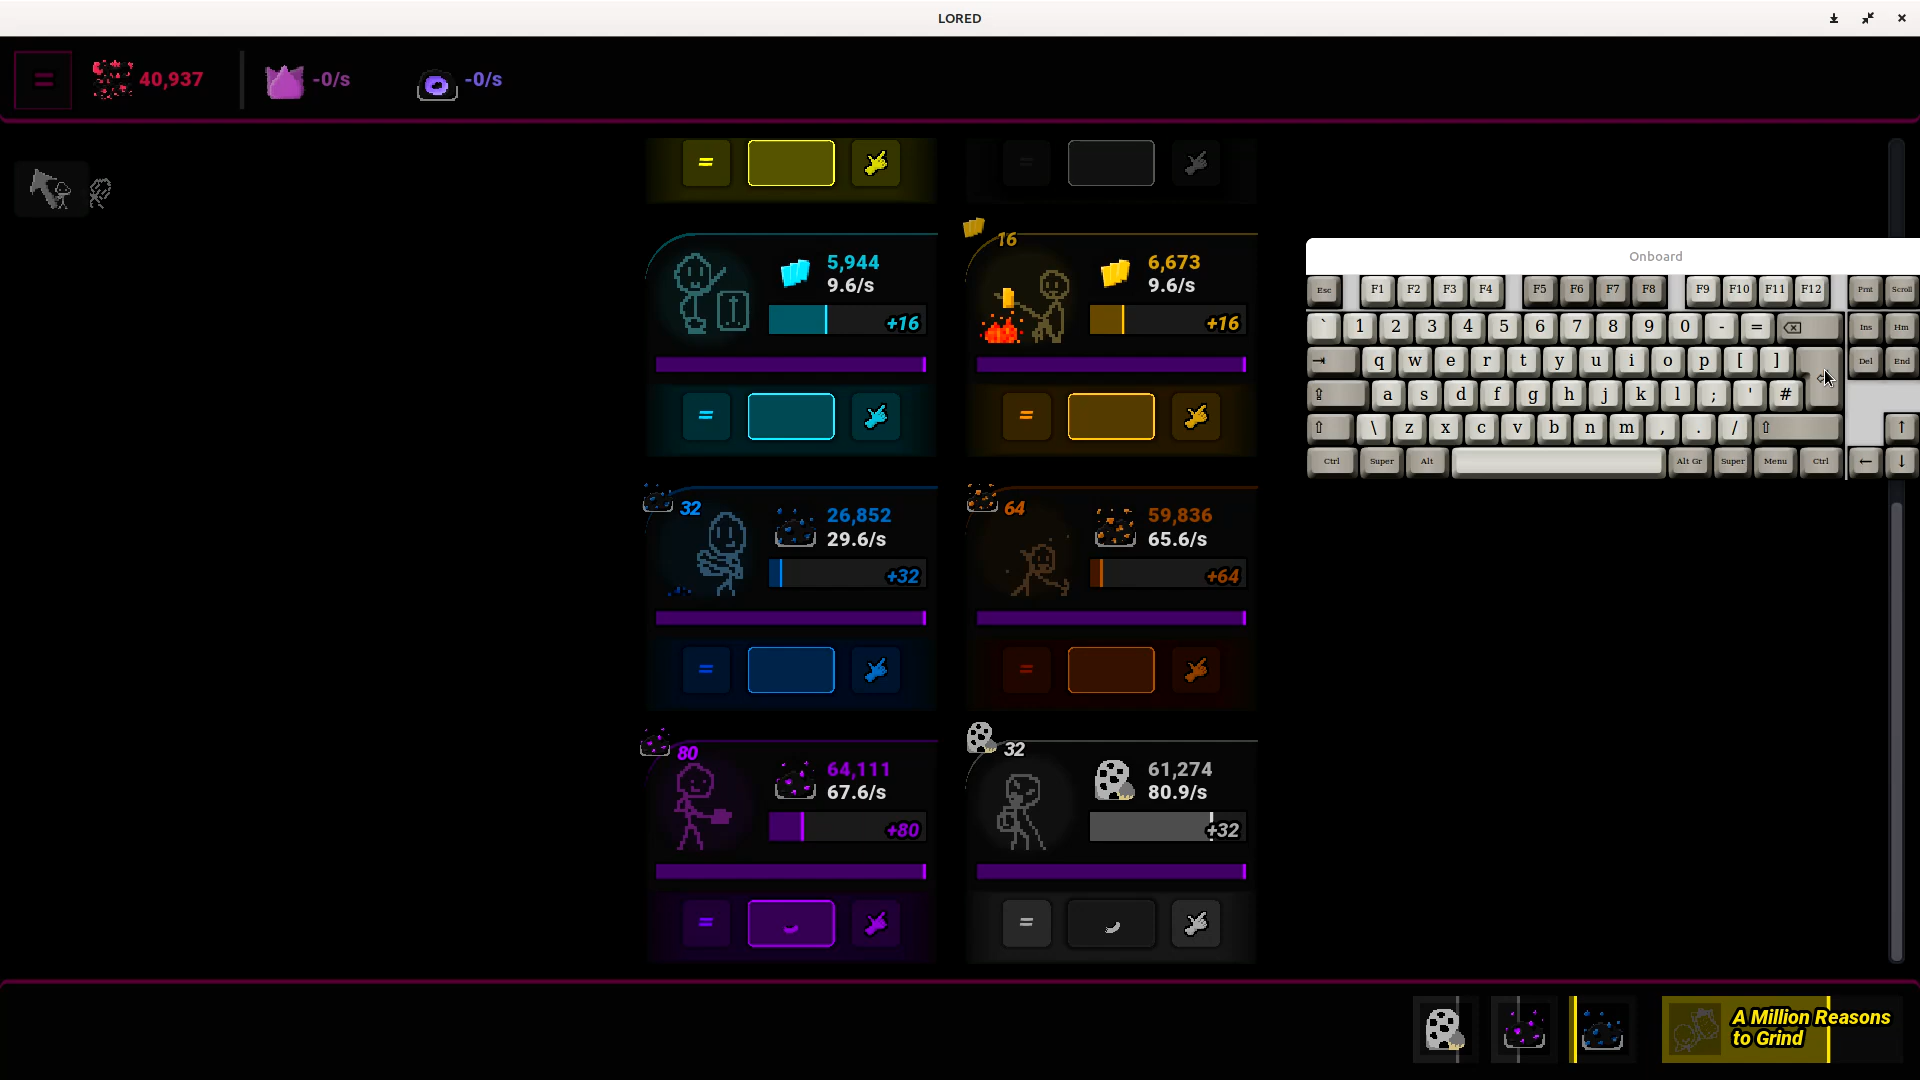 LORED
= 40,937 -0/s -0/s
=
=
5,944
9.6/s
+16
=
16
6,673
9.6/s
+16
=
32
26,852
29.6/s
+32
=
64
59,836
65.6/s
+64
=
80
64,111
67.6/s
+80
=
32
61,274
80.9/s
+32
=
Onboard
Esc F1 F2 F3 F4 F5 F6 F7 F8 F9 F10 F11 F12 Prnt Scroll
` 1 2 3 4 5 6 7 8 9 0 - = Ins Hm
q w e r t y u i o p [ ] Del End
a s d f g h j k l ; ' #
\ z x c v b n m , . /
Ctrl Super Alt Alt Gr Super Menu Ctrl
A Million Reasons
to Grind